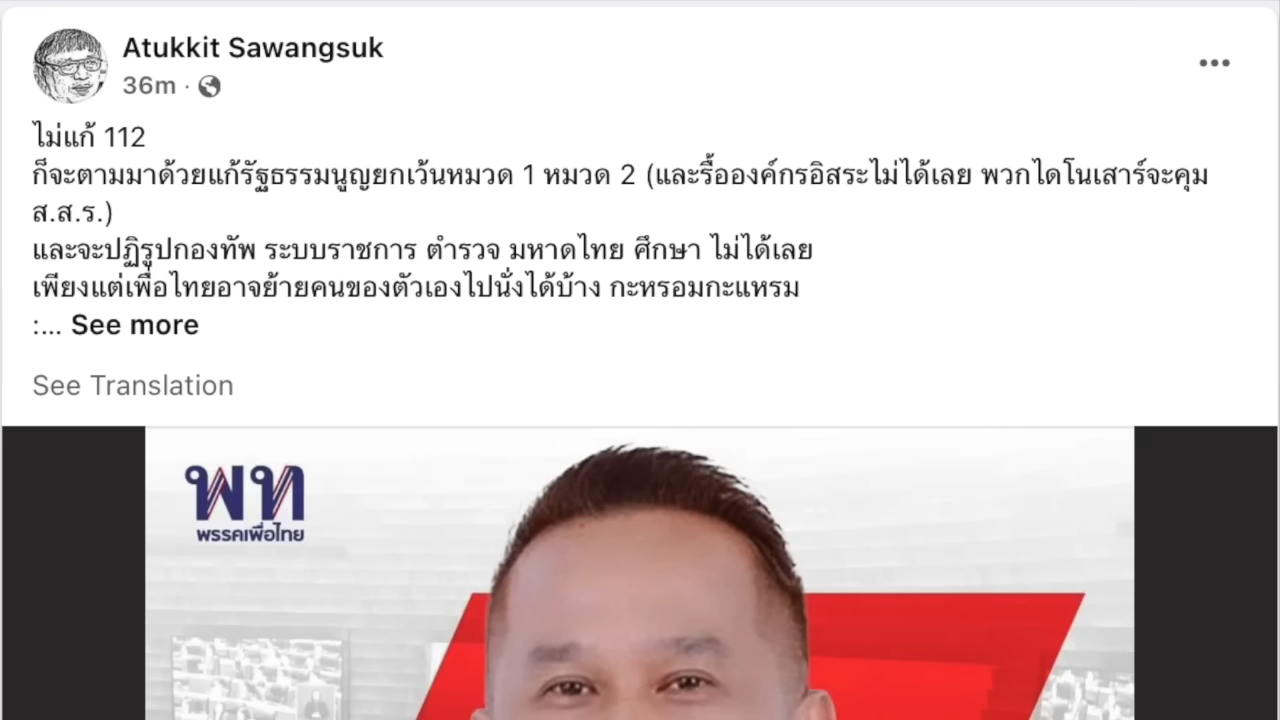 Atukkit Sawangsuk
36m ·
ไม่แก้ 112
ก็จะตามมาด้วยแก้รัฐธรรมนูญยกเว้นหมวด 1 หมวด 2 (และรื้อองค์กรอิสระไม่ได้เลย พวกไดโนเสาร์จะคุม
ส.ส.ร.)
และจะปฏิรูปกองทัพ ระบบราชการ ตำรวจ มหาดไทย ศึกษา ไม่ได้เลย
เพียงแต่เพื่อไทยอาจย้ายคนของตัวเองไปนั่งได้บ้าง กะหรอมกะแหรม
:... See more
See Translation
พท
พรรคเพื่อไทย